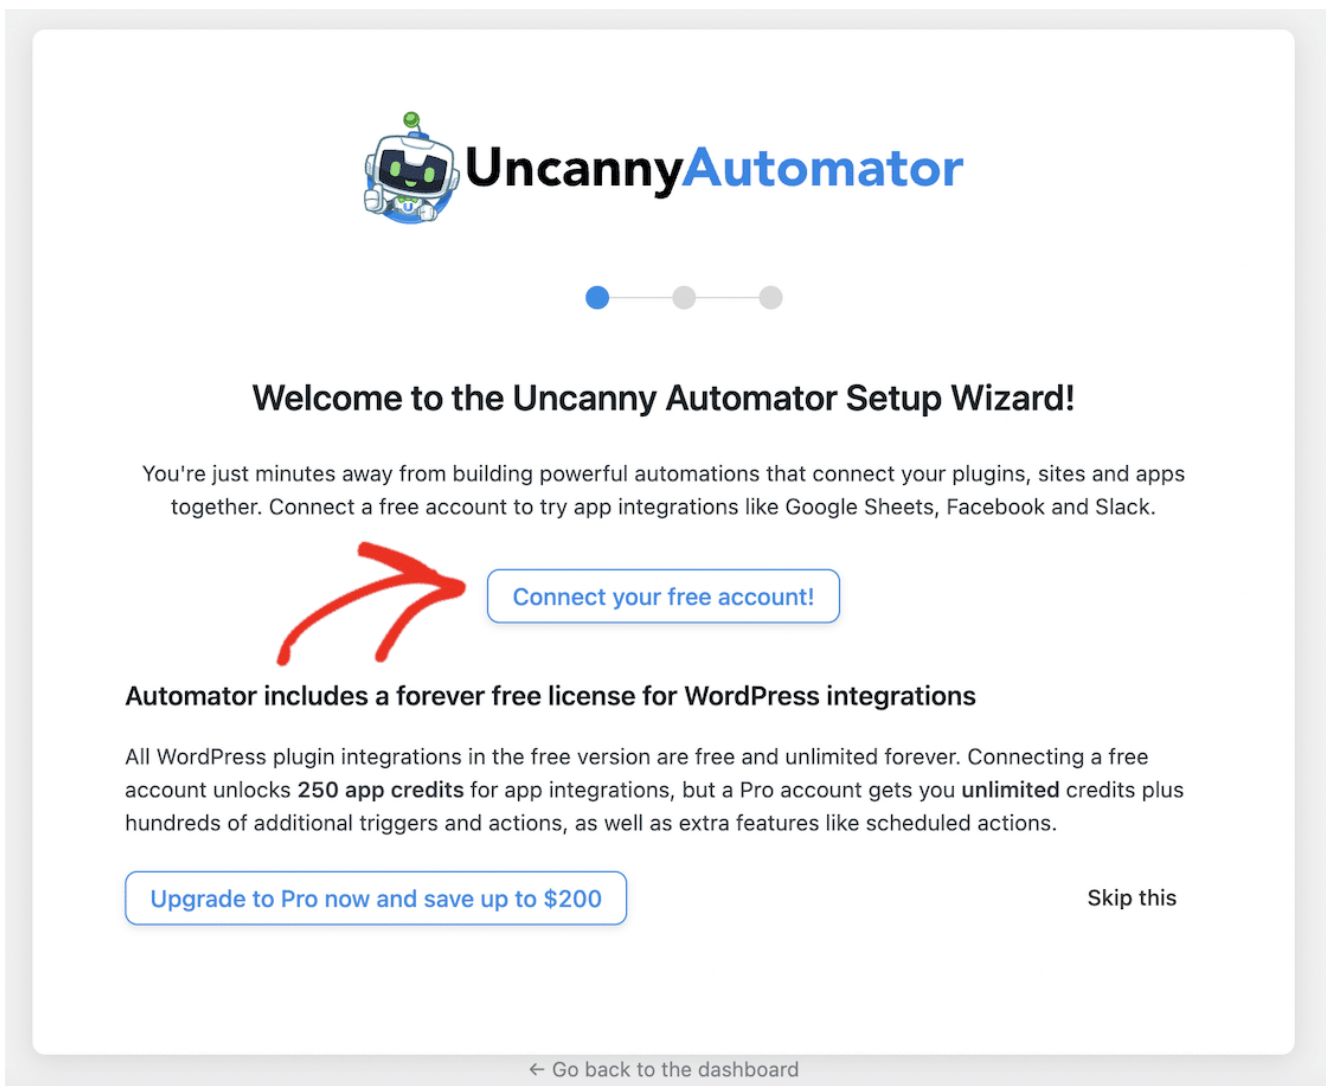 UncannyAutomator
Welcome to the Uncanny Automator Setup Wizard!
You're just minutes away from building powerful automations that connect your plugins, sites and apps
together. Connect a free account to try app integrations like Google Sheets, Facebook and Slack.
Connect your free account!
Automator includes a forever free license for WordPress integrations
All WordPress plugin integrations in the free version are free and unlimited forever. Connecting a free
account unlocks 250 app credits for app integrations, but a Pro account gets you unlimited credits plus
hundreds of additional triggers and actions, as well as extra features like scheduled actions.
Upgrade to Pro now and save up to $200
Skip this
← Go back to the dashboard